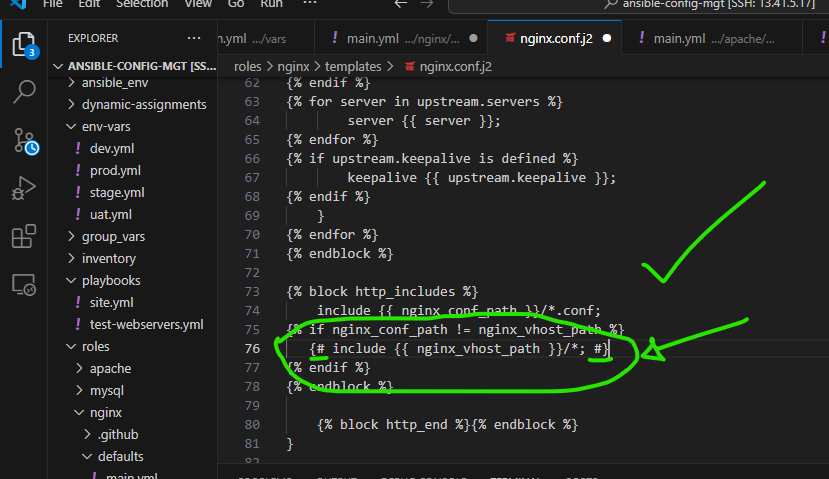 File Edit Selection View Go Run ...
ansible-config-mgt [SSH: 13.41.5.17]
EXPLORER ...
.yml .../vars
! main.yml .../nginx/...
nginx.conf.j2
! main.yml .../apache/...
3
ANSIBLE-CONFIG-MGT [SS...
ansible_env
dynamic-assignments
env-vars
! dev.yml
! prod.yml
! stage.yml
! uat.yml
group_vars
inventory
playbooks
! site.yml
! test-webservers.yml
roles
apache
mysql
nginx
.github
defaults
main.yml
roles > nginx > templates > nginx.conf.j2
62 {% endif %}
63 {% for server in upstream.servers %}
64 server {{ server }};
65 {% endfor %}
66 {% if upstream.keepalive is defined %}
67 keepalive {{ upstream.keepalive }};
68 {% endif %}
69 }
70 {% endfor %}
71 {% endblock %}
72
73 {% block http_includes %}
74 include {{ nginx_conf_path }}/*.conf;
75 {% if nginx_conf_path != nginx_vhost_path %}
76 {# include {{ nginx_vhost_path }}/*; #}
77 {% endif %}
78 {% endblock %}
79
80 {% block http_end %}{% endblock %}
81 }
82